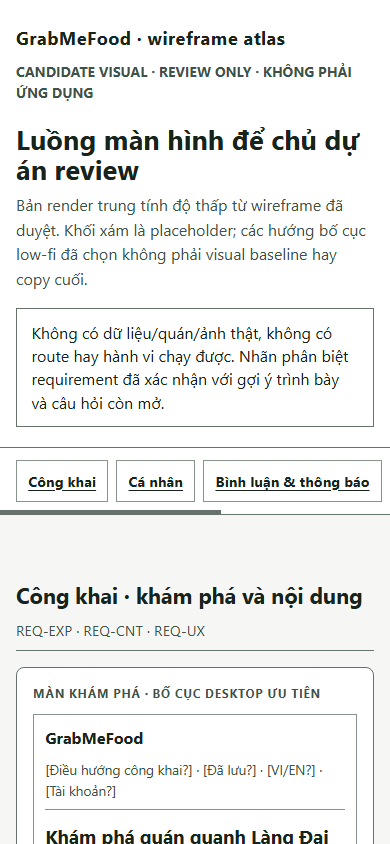 GrabMeFood · wireframe atlas
CANDIDATE VISUAL · REVIEW ONLY · KHÔNG PHẢI
ỨNG DỤNG
Luồng màn hình để chủ dự
án review
Bản render trung tính độ thấp từ wireframe đã
duyệt. Khối xám là placeholder; các hướng bố cục
low-fi đã chọn không phải visual baseline hay
copy cuối.
Không có dữ liệu/quán/ảnh thật, không có
route hay hành vi chạy được. Nhãn phân biệt
requirement đã xác nhận với gợi ý trình bày
và câu hỏi còn mở.
Công khai
Cá nhân
Bình luận & thông báo
Công khai · khám phá và nội dung
REQ-EXP · REQ-CNT · REQ-UX
MÀN KHÁM PHÁ · BỐ CỤC DESKTOP ƯU TIÊN
GrabMeFood
[Điều hướng công khai?] · [Đã lưu?] · [VI/EN?] ·
[Tài khoản?]
Khám phá quán quanh Làng Đại